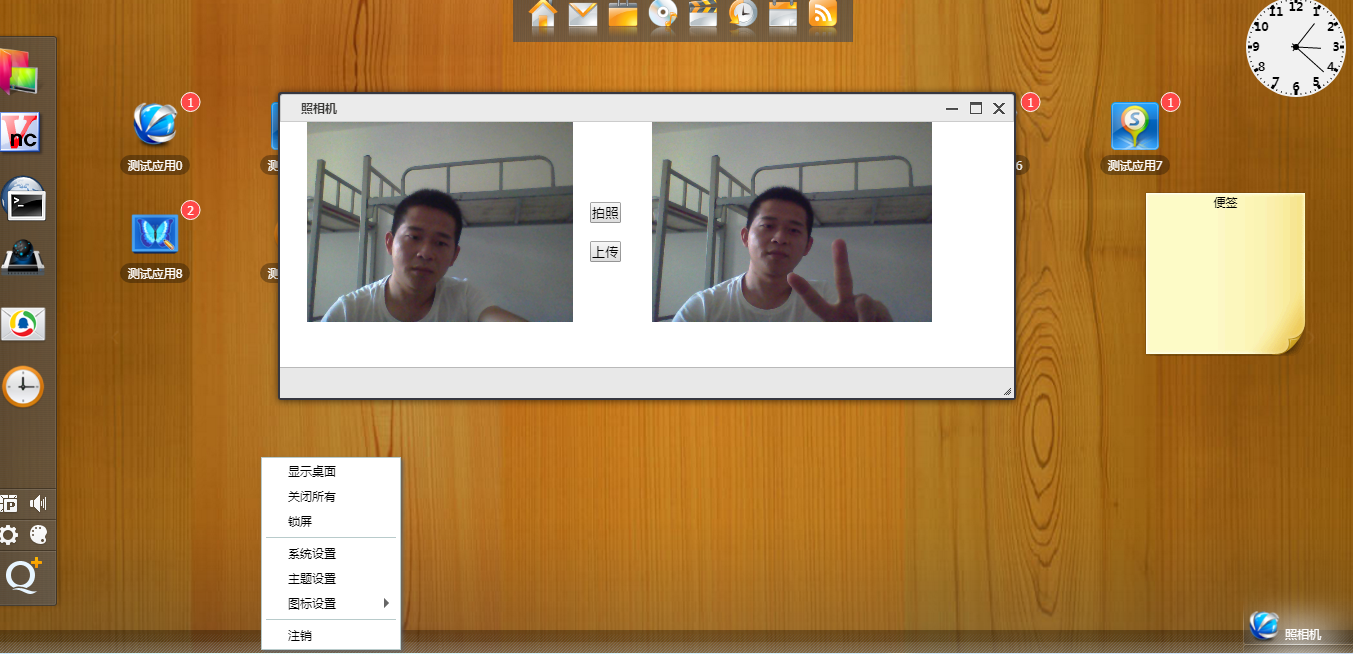 12
11
1
10
2
9
3
8
4
7
5
6
照相机
1
1
1
Vnc
测试应用0
测
6
测试应用7
S
便签
拍照
2
上传
测试应用8
测
>_
显示桌面
关闭所有
P
锁屏
系统设置
主题设置
Q+
图标设置
注销
照相机